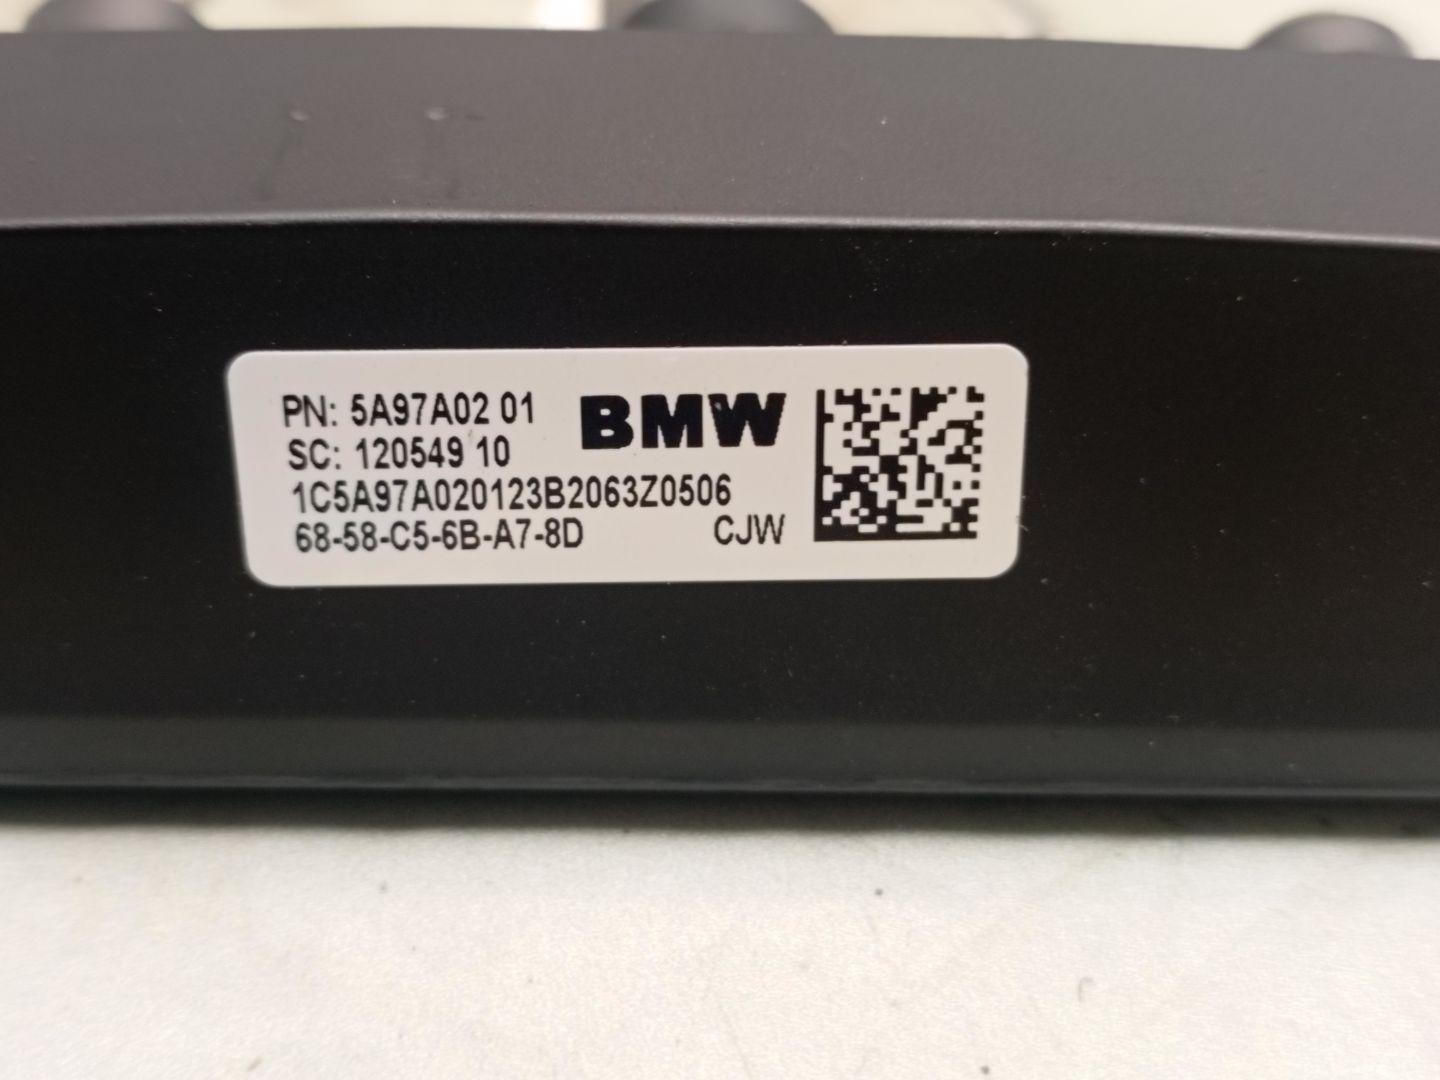 PN: 5A97A02 01 BMW
SC: 120549 10
1C5A97A020123B2063Z0506
68-58-C5-6B-A7-8D CJW